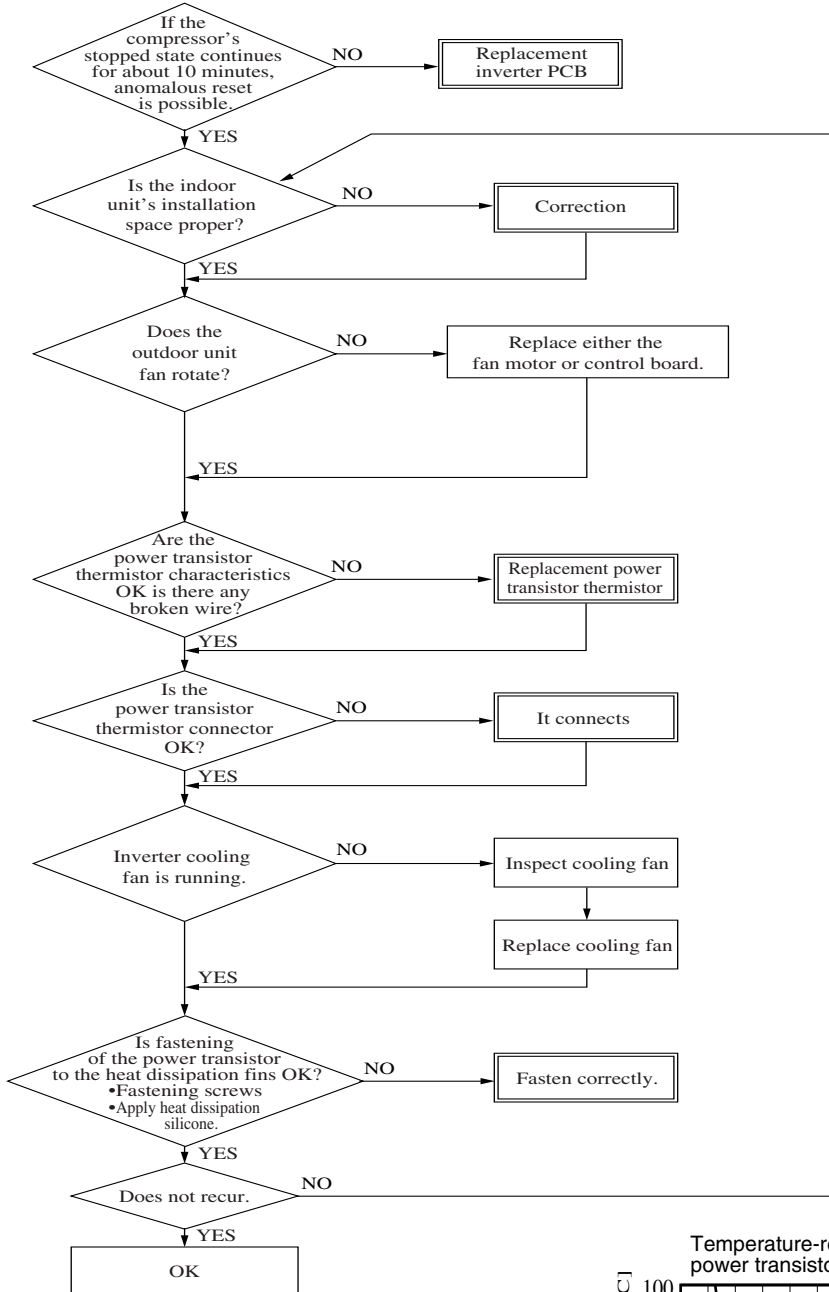 If the
compressor's
stopped state continues
for about 10 minutes,
anomalous reset
is possible.
NO
Replacement
inverter PCB
YES
Is the indoor
unit's installation
space proper?
NO
Correction
YES
Does the
outdoor unit
fan rotate?
NO
Replace either the
fan motor or control board.
YES
Are the
power transistor
thermistor characteristics
OK is there any
broken wire?
NO
Replacement power
transistor thermistor
YES
Is the
power transistor
thermistor connector
OK?
NO
It connects
YES
Inverter cooling
fan is running.
NO
Inspect cooling fan
Replace cooling fan
YES
Is fastening
of the power transistor
to the heat dissipation fins OK?
•Fastening screws
•Apply heat dissipation
silicone.
NO
Fasten correctly.
YES
Does not recur.
NO
YES
OK
power
100